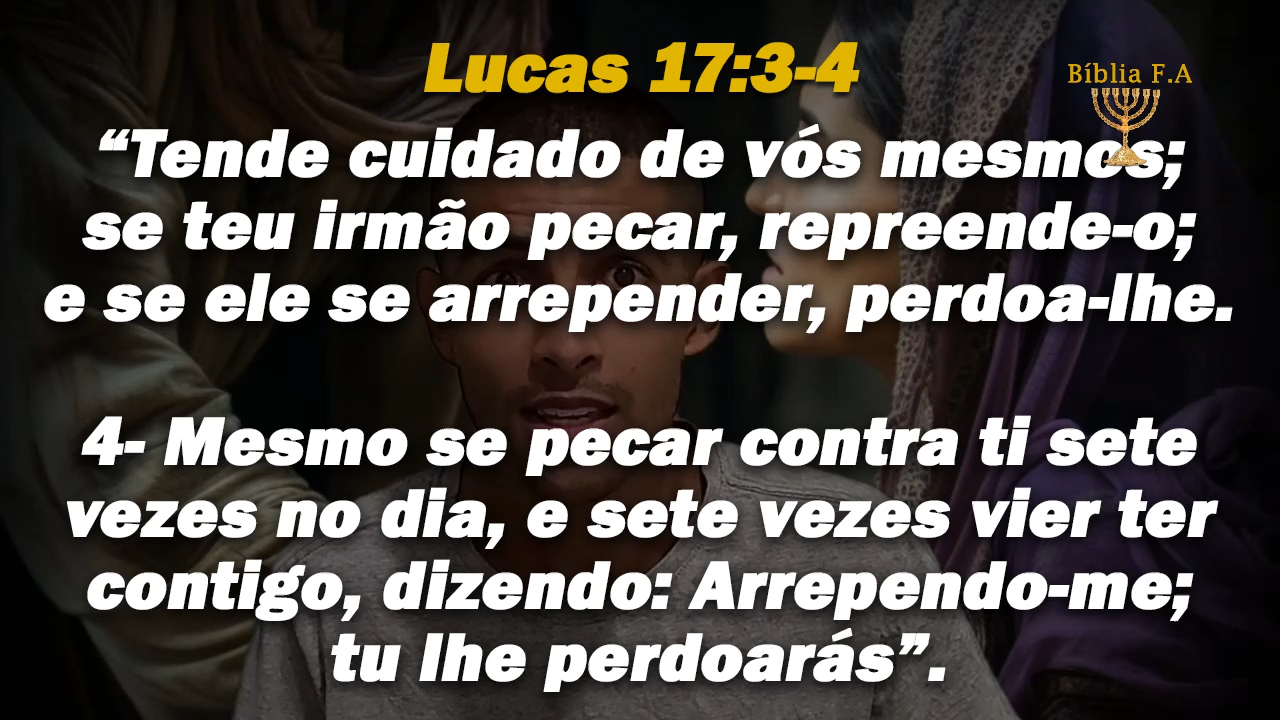 Lucas 17:3-4
Bíblia F.A
“Tende cuidado de vós mesmos;
se teu irmão pecar, repreende-o;
e se ele se arrepender, perdoa-lhe.
4- Mesmo se pecar contra ti sete
vezes no dia, e sete vezes vier ter
contigo, dizendo: Arrependo-me;
tu lhe perdoarás”.